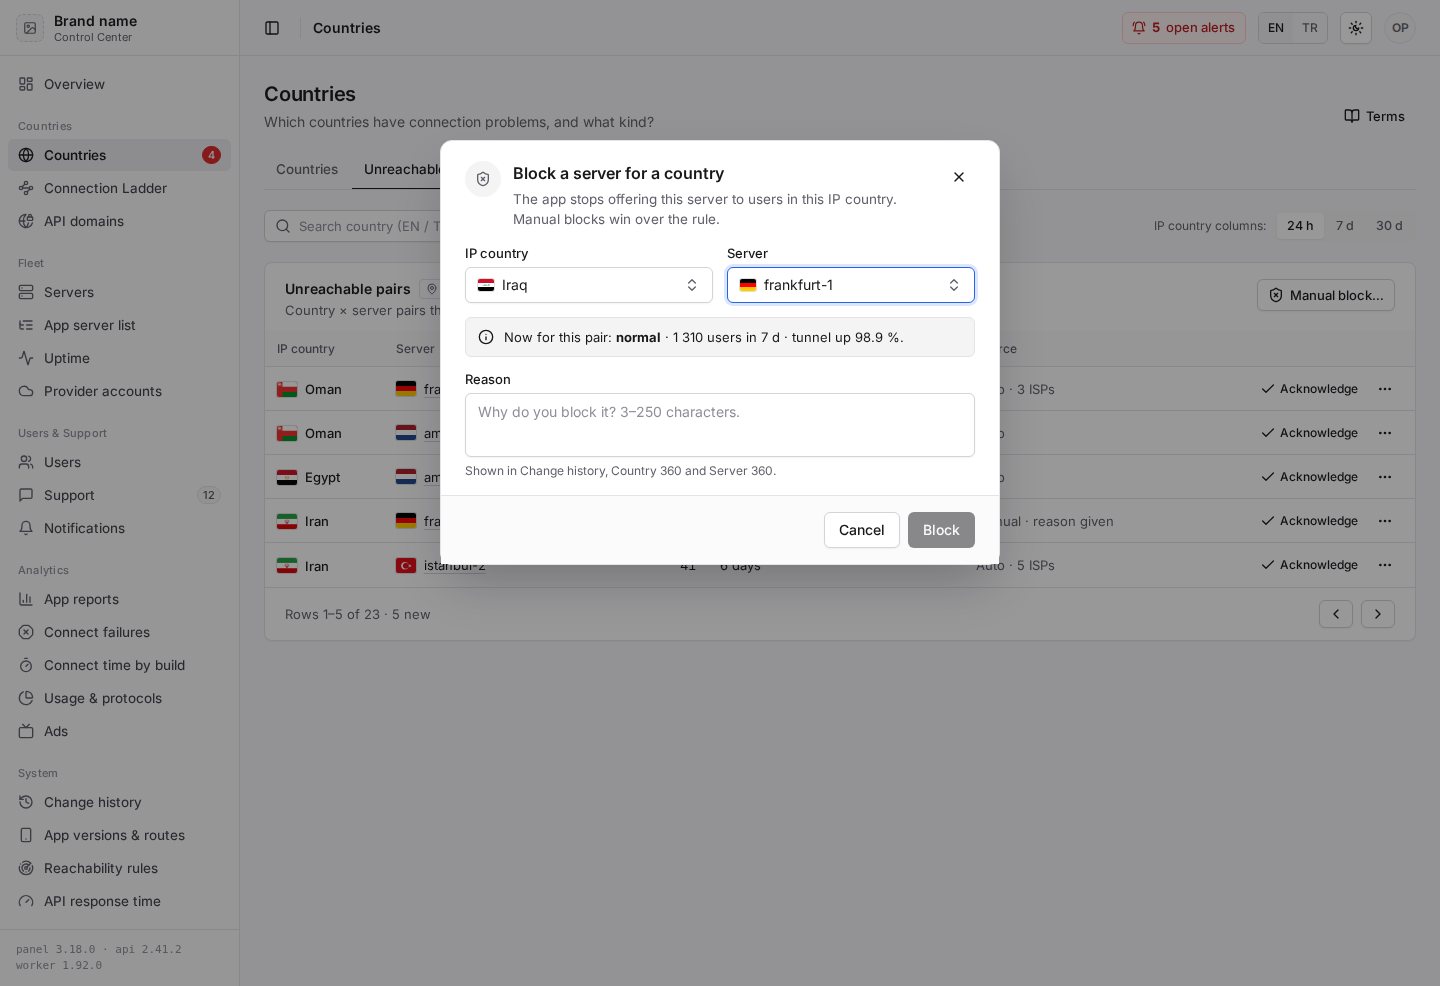 Brand name
Control Center
Countries
5 open alerts
EN
TR
OP
Overview
Countries
Countries
4
Connection Ladder
API domains
Fleet
Servers
App server list
Uptime
Provider accounts
Users & Support
Users
Support
12
Notifications
Analytics
App reports
Connect failures
Connect time by build
Usage & protocols
Ads
System
Change history
App versions & routes
Reachability rules
API response time
panel 3.18.0 · api 2.41.2
worker 1.92.0
Countries
Which countries have connection problems, and what kind?
Terms
Countries
Search country (EN /
IP country columns:
24 h
7 d
30 d
Unreachable pairs
Country × server pairs
Manual block...
IP country
Server
Oman
3 ISPs
Acknowledge
Oman
Acknowledge
Egypt
Acknowledge
Iran
reason given
Acknowledge
Iran
istanbul-2
41
6 days
Auto · 5 ISPs
Acknowledge
Rows 1–5 of 23 · 5 new
Block a server for a country
The app stops offering this server to users in this IP country.
Manual blocks win over the rule.
IP country
Server
Iraq
frankfurt-1
Now for this pair: normal · 1 310 users in 7 d · tunnel up 98.9 %.
Reason
Why do you block it? 3–250 characters.
Shown in Change history, Country 360 and Server 360.
Cancel
Block